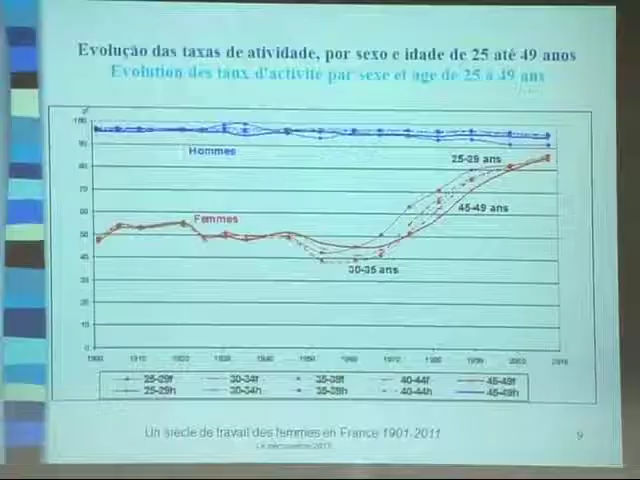 Evolução das taxas de atividade, por sexo e idade de 25 até 49 anos
Evolution des taux d'activité par sexe et age de 25 à 49 ans
100
90
80
70
60
50
40
30
20
10
0
Hommes
25-29 ans
Femmes
45-49 ans
30-35 ans
1900 1910 1920 1930 1940 1950 1960 1970 1980 1990 2000 2010
25-29f 30-34f 35-39f 40-44f 45-49f
25-29h 30-34h 35-39h 40-44h 45-49h
Un siècle de travail des femmes en France 1901-2011
9